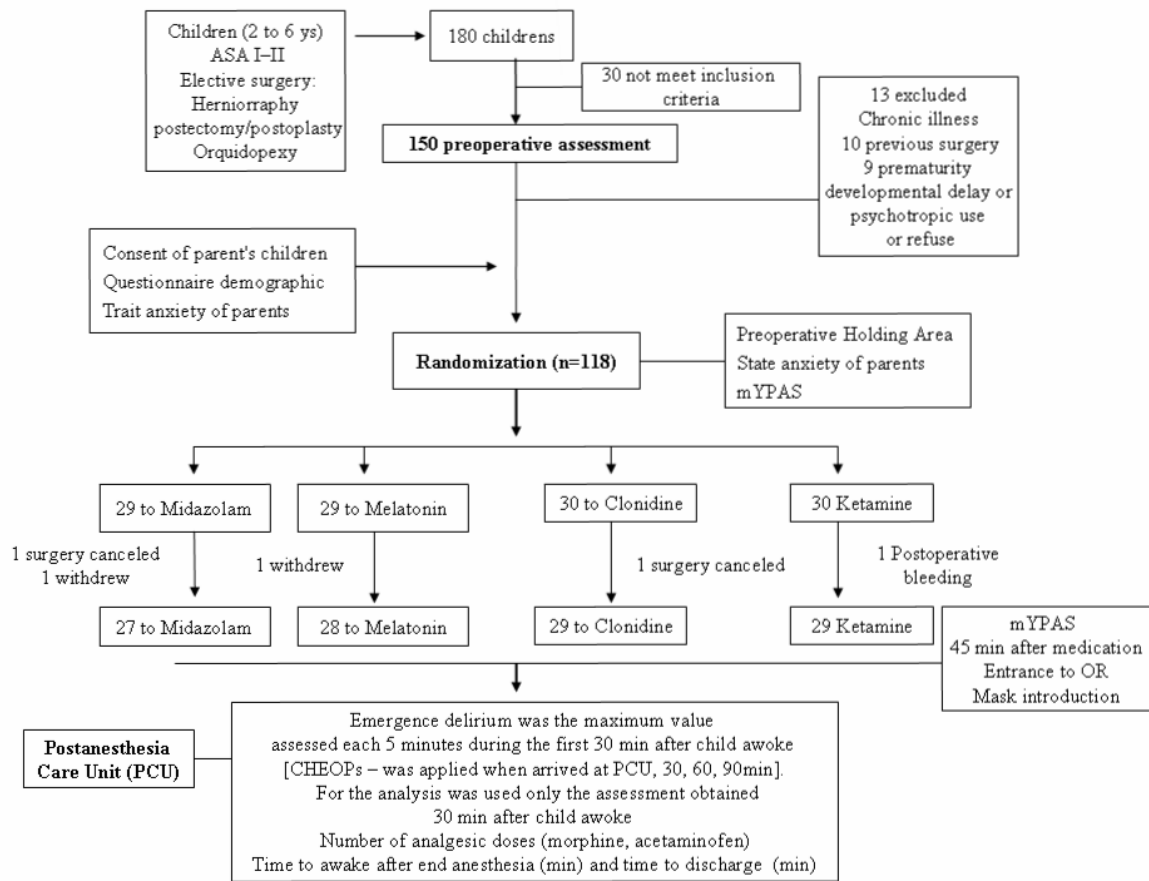 Children (2 to 6 ys)
ASA I–II
Elective surgery:
Herniorraphy
postectomy/postoplasty
Orquidopexy
180 childrens
30 not meet inclusion
criteria
13 excluded
Chronic illness
10 previous surgery
9 prematurity
developmental delay or
psychotropic use
or refuse
150 preoperative assessment
Consent of parent's children
Questionnaire demographic
Trait anxiety of parents
Randomization (n=118)
Preoperative Holding Area
State anxiety of parents
mYPAS
29 to Midazolam
29 to Melatonin
30 to Clonidine
30 Ketamine
1 surgery canceled
1 withdrew
1 withdrew
1 surgery canceled
1 Postoperative
bleeding
27 to Midazolam
28 to Melatonin
29 to Clonidine
29 Ketamine
mYPAS
45 min after medication
Entrance to OR
Mask introduction
Postanesthesia
Care Unit (PCU)
Emergence delirium was the maximum value
assessed each 5 minutes during the first 30 min after child awoke
[CHEOPs – was applied when arrived at PCU, 30, 60, 90min].
For the analysis was used only the assessment obtained
30 min after child awoke
Number of analgesic doses (morphine, acetaminofen)
Time to awake after end anesthesia (min) and time to discharge (min)